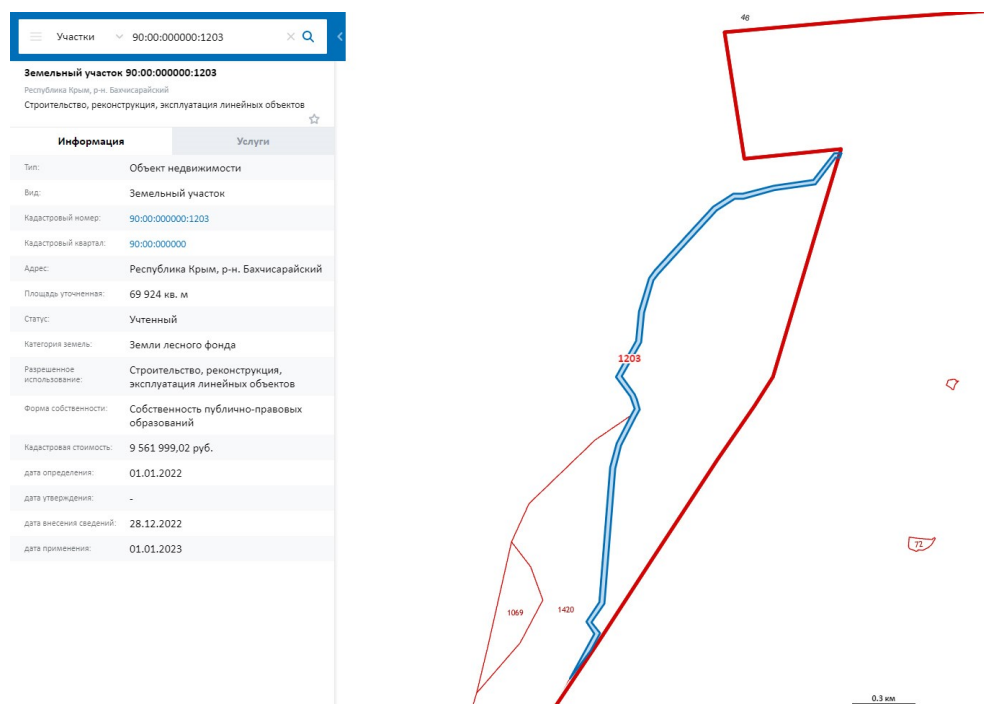 Участки 90:00:000000:1203
Земельный участок 90:00:000000:1203
Республика Крым, р-н. Бахчисарайский
Строительство, реконструкция, эксплуатация линейных объектов
Информация Услуги
Тип: Объект недвижимости
Вид: Земельный участок
Кадастровый номер: 90:00:000000:1203
Кадастровый квартал: 90:00:000000
Адрес: Республика Крым, р-н. Бахчисарайский
Площадь уточненная: 69 924 кв. м
Статус: Учтенный
Категория земель: Земли лесного фонда
Разрешенное использование: Строительство, реконструкция,
эксплуатация линейных объектов
Форма собственности: Собственность публично-правовых
образований
Кадастровая стоимость: 9 561 999,02 руб.
дата определения: 01.01.2022
дата утверждения: -
дата внесения сведений: 28.12.2022
дата применения: 01.01.2023
46
1203
72
1069
1420
0.3 км